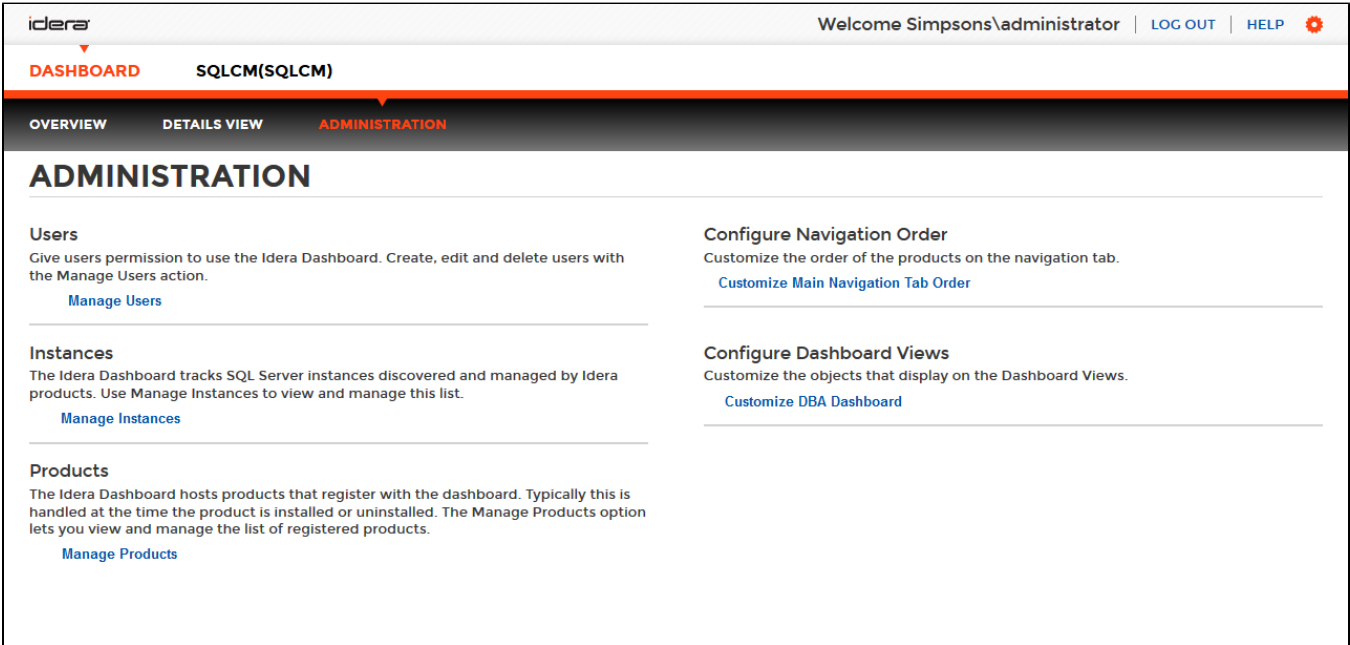 idera
Welcome Simpsons\administrator | LOG OUT | HELP
DASHBOARD SQLCM(SQLCM)
OVERVIEW DETAILS VIEW ADMINISTRATION
ADMINISTRATION
Users
Give users permission to use the Idera Dashboard. Create, edit and delete users with
the Manage Users action.
Manage Users
Instances
The Idera Dashboard tracks SQL Server instances discovered and managed by Idera
products. Use Manage Instances to view and manage this list.
Manage Instances
Products
The Idera Dashboard hosts products that register with the dashboard. Typically this is
handled at the time the product is installed or uninstalled. The Manage Products option
lets you view and manage the list of registered products.
Manage Products
Configure Navigation Order
Customize the order of the products on the navigation tab.
Customize Main Navigation Tab Order
Configure Dashboard Views
Customize the objects that display on the Dashboard Views.
Customize DBA Dashboard